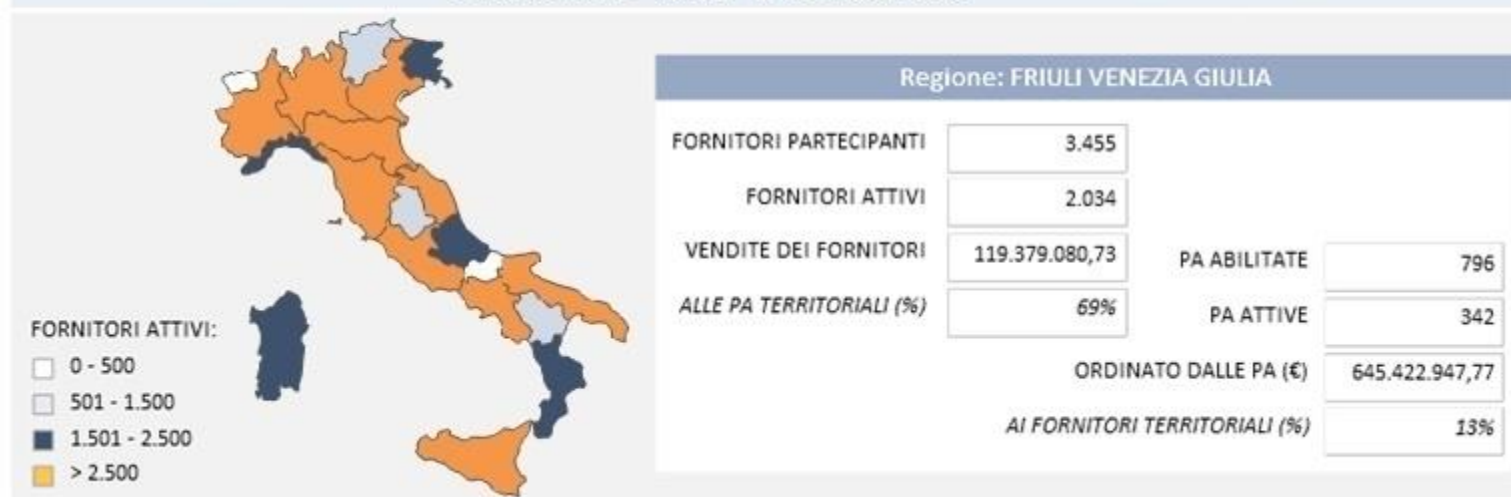 Regione: FRIULI VENEZIA GIULIA
FORNITORI PARTECIPANTI 3.455
FORNITORI ATTIVI 2.034
VENDITE DEI FORNITORI 119.379.080,73 PA ABILITATE 796
ALLE PA TERRITORIALI (%) 69% PA ATTIVE 342
ORDINATO DALLE PA (€) 645.422.947,77
AI FORNITORI TERRITORIALI (%) 13%
FORNITORI ATTIVI:
0 - 500
501 - 1.500
1.501 - 2.500
> 2.500